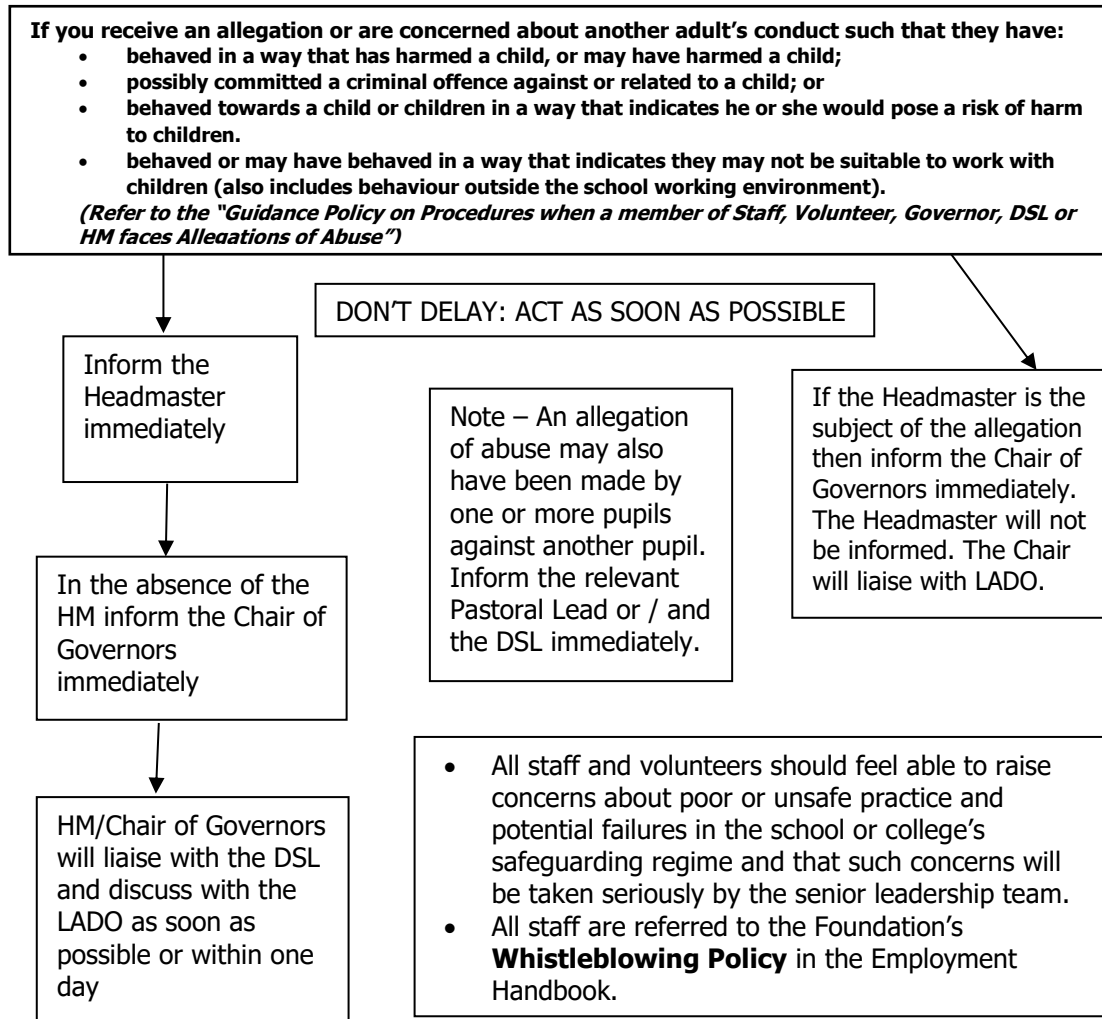 If you receive an allegation or are concerned about another adult’s conduct such that they have:
• behaved in a way that has harmed a child, or may have harmed a child;
• possibly committed a criminal offence against or related to a child; or
• behaved towards a child or children in a way that indicates he or she would pose a risk of harm
to children.
• behaved or may have behaved in a way that indicates they may not be suitable to work with
children (also includes behaviour outside the school working environment).
(Refer to the “Guidance Policy on Procedures when a member of Staff, Volunteer, Governor, DSL or
HM faces Allegations of Abuse”)
DON’T DELAY: ACT AS SOON AS POSSIBLE
Inform the
Headmaster
immediately
Note – An allegation
of abuse may also
have been made by
one or more pupils
against another pupil.
Inform the relevant
Pastoral Lead or / and
the DSL immediately.
If the Headmaster is the
subject of the allegation
then inform the Chair of
Governors immediately.
The Headmaster will not
be informed. The Chair
will liaise with LADO.
In the absence of the
HM inform the Chair of
Governors
immediately
HM/Chair of Governors
will liaise with the DSL
and discuss with the
LADO as soon as
possible or within one
day
• All staff and volunteers should feel able to raise
concerns about poor or unsafe practice and
potential failures in the school or college’s
safeguarding regime and that such concerns will
be taken seriously by the senior leadership team.
• All staff are referred to the Foundation’s
Whistleblowing Policy in the Employment
Handbook.